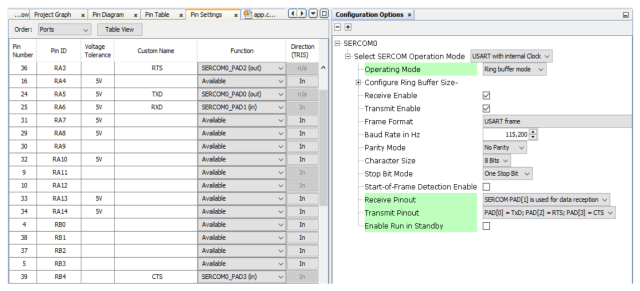 ...ow Project Graph x Pin Diagram x Pin Table x Pin Settings x app.c...
Order: Ports Table View
Pin Number Pin ID Voltage Tolerance Custom Name Function Direction (TRIS)
36 RA3 RTS SERCOM0_PAD2 (out) n/a
16 RA4 5V Available In
24 RA5 5V TXD SERCOM0_PAD0 (out) n/a
25 RA6 5V RXD SERCOM0_PAD1 (in) In
31 RA7 5V Available In
29 RA8 5V Available In
30 RA9 Available In
32 RA10 5V Available In
9 RA11 Available In
10 RA12 Available In
33 RA13 5V Available In
34 RA14 5V Available In
4 RB0 Available In
38 RB1 Available In
37 RB2 Available In
5 RB3 Available In
39 RB4 CTS SERCOM0_PAD3 (in) In
Configuration Options x
SERCOM0
Select SERCOM Operation Mode USART with internal Clock
Operating Mode Ring buffer mode
Configure Ring Buffer Size-
Receive Enable
Transmit Enable
Frame Format USART frame
Baud Rate in Hz 115,200
Parity Mode No Parity
Character Size 8 Bits
Stop Bit Mode One Stop Bit
Start-of-Frame Detection Enable
Receive Pinout SERCOM PAD[1] is used for data reception
Transmit Pinout PAD[0] = TxD; PAD[2] = RTS; PAD[3] = CTS
Enable Run in Standby